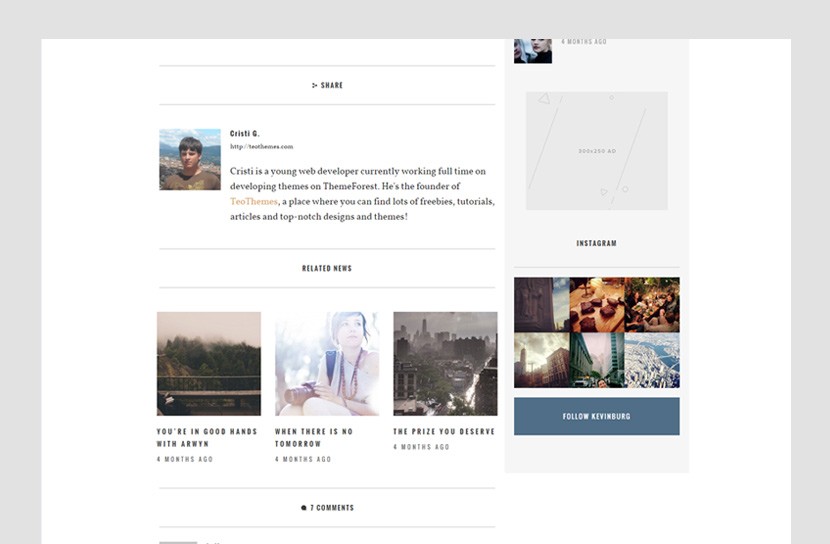 4 MONTHS AGO
SHARE
Cristi G.
http://teothemes.com
Cristi is a young web developer currently working full time on
developing themes on ThemeForest. He's the founder of
TeoThemes, a place where you can find lots of freebies, tutorials,
articles and top-notch designs and themes!
300x250 AD
INSTAGRAM
RELATED NEWS
YOU'RE IN GOOD HANDS
WITH ARWYN
4 MONTHS AGO
WHEN THERE IS NO
TOMORROW
4 MONTHS AGO
THE PRIZE YOU DESERVE
4 MONTHS AGO
FOLLOW KEVINBURG
7 COMMENTS